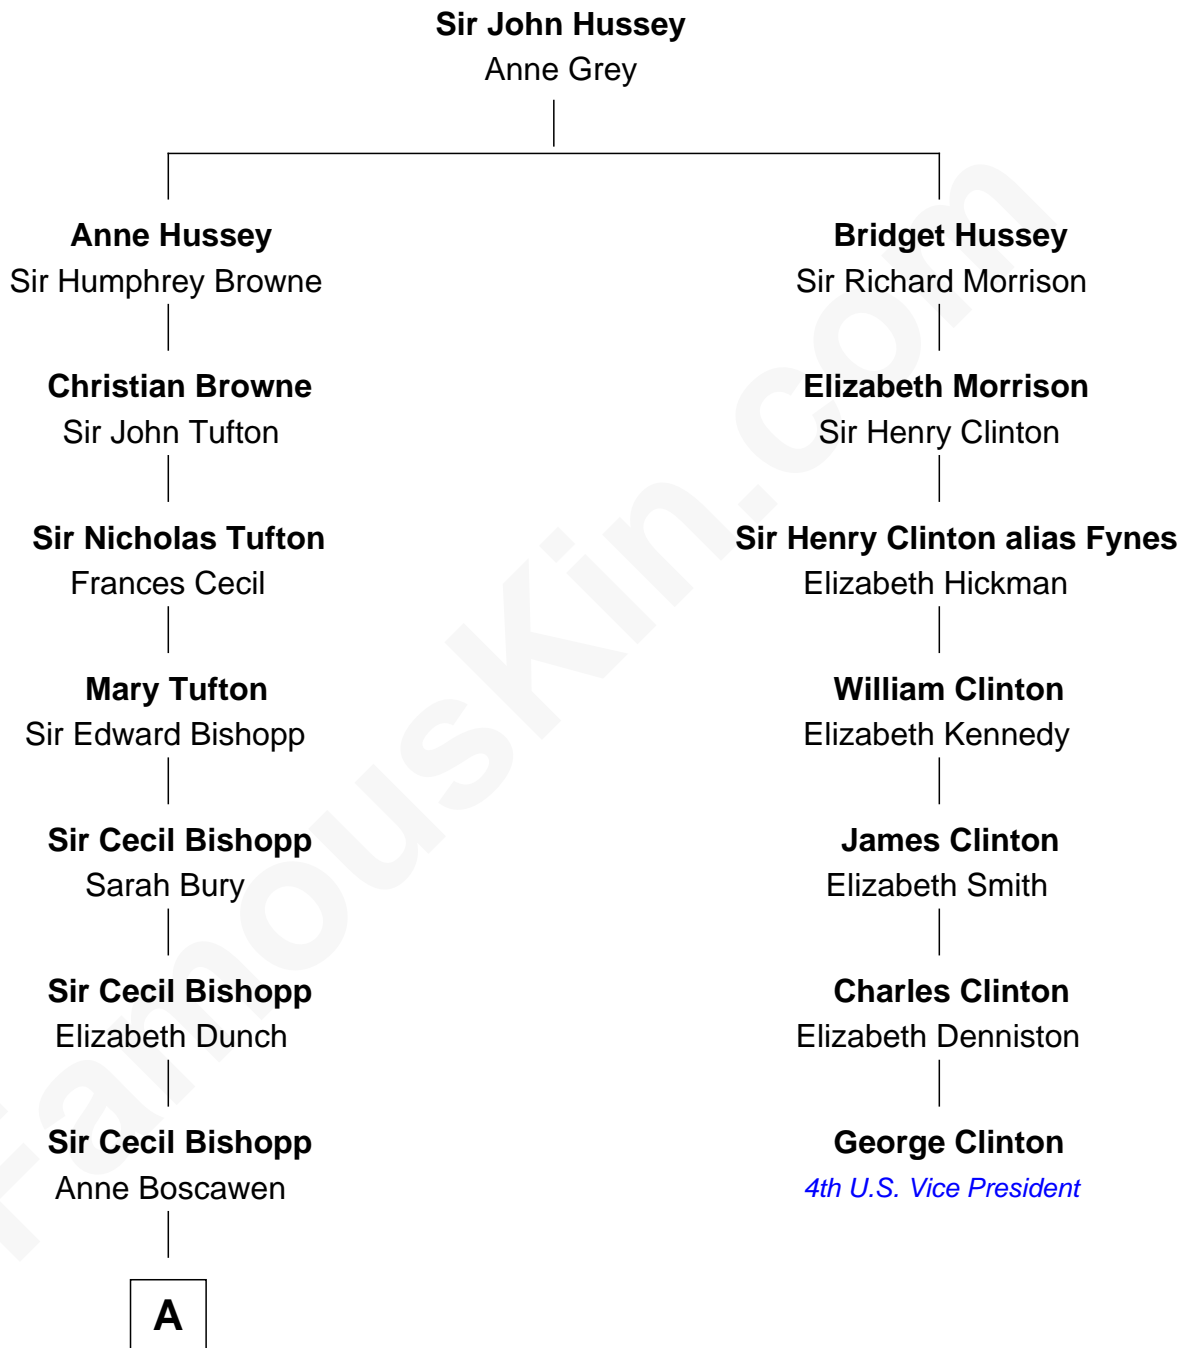 Sir John Hussey
Anne Grey
Anne Hussey
Sir Humphrey Browne
Bridget Hussey
Sir Richard Morrison
Christian Browne
Sir John Tufton
Elizabeth Morrison
Sir Henry Clinton
Sir Nicholas Tufton
Frances Cecil
Sir Henry Clinton alias Fynes
Elizabeth Hickman
Mary Tufton
Sir Edward Bishopp
William Clinton
Elizabeth Kennedy
Sir Cecil Bishopp
Sarah Bury
James Clinton
Elizabeth Smith
Sir Cecil Bishopp
Elizabeth Dunch
Charles Clinton
Elizabeth Denniston
Sir Cecil Bishopp
Anne Boscawen
George Clinton
4th U.S. Vice President
A
FamousKin.com